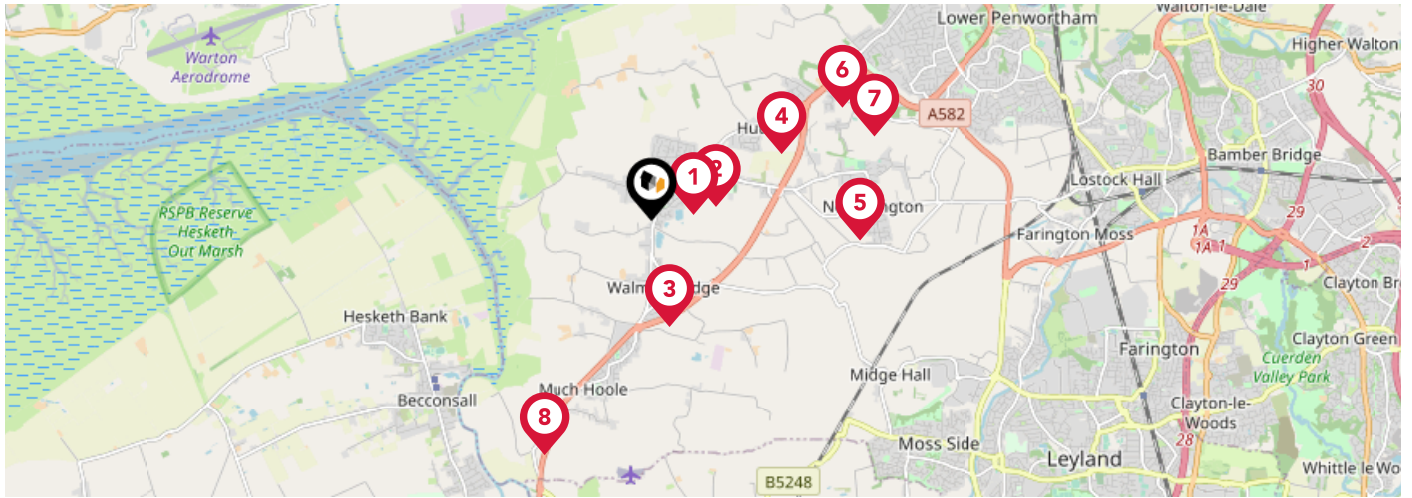 Walton-le-Dale
Lower Penwortham
Higher Walton
Warton
Aerodrome
30
6
7
A582
4
Hut
Bamber Bridge
1
2
Lostock Hall
5
RSPB Reserve
Hesketh
Out Marsh
29
Farington Moss
1A
1A 1
2
1
3
29
Clayton Br
Hesketh Bank
Clayton Green
Farington
Cuerden
Valley Park
Midge Hall
Much Hoole
Becconsall
Clayton-le-
Woods
8
28
Moss Side
Leyland
Whittle le Woo
B5248